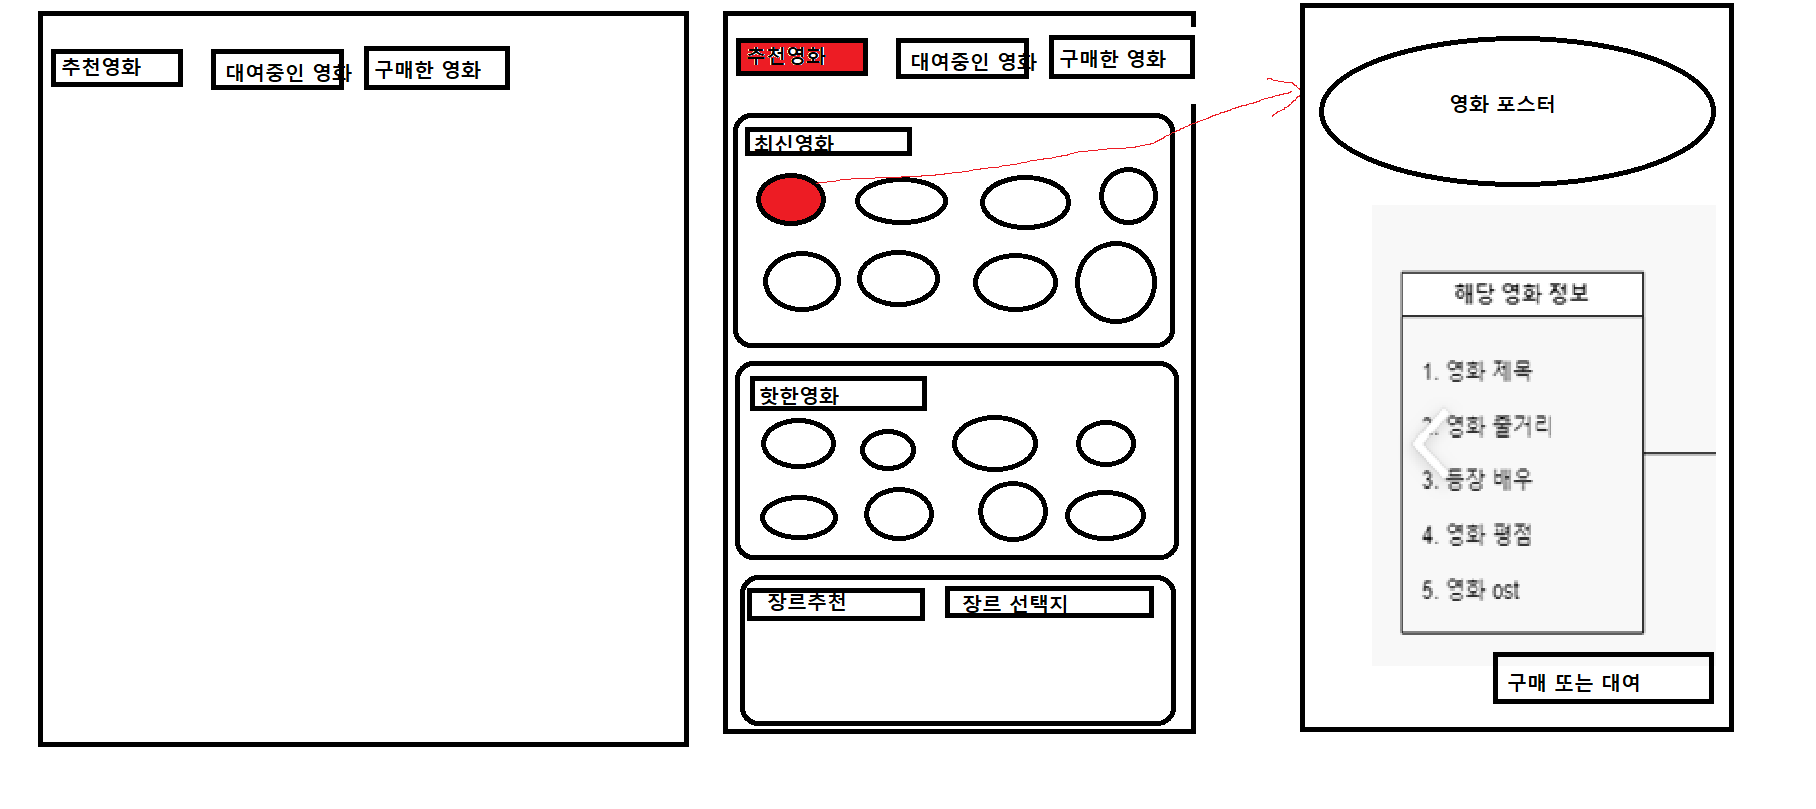 추천영화
대여중인 영화
구매한 영화
추천영화
대여중인 영화
구매한 영화
최신영화
핫한영화
장르추천
장르 선택지
영화 포스터
해당 영화 정보
1. 영화 제목
2. 영화 줄거리
3. 등장 배우
4. 영화 평점
5. 영화 ost
구매 또는 대여